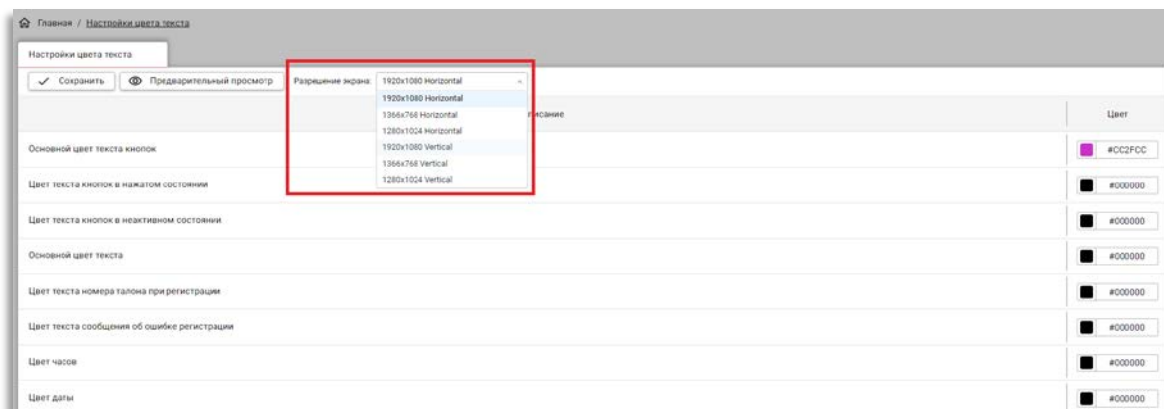 Главная / Настройки цвета текста
Настройки цвета текста
Сохранить Предварительный просмотр Разрешение экрана: 1920x1080 Horizontal
1920x1080 Horizontal
1366x768 Horizontal
1280x1024 Horizontal
1920x1080 Vertical
1366x768 Vertical
1280x1024 Vertical
писание Цвет
Основной цвет текста кнопок #CC2FCC
Цвет текста кнопок в нажатом состоянии #000000
Цвет текста кнопок в неактивном состоянии #000000
Основной цвет текста #000000
Цвет текста номера талона при регистрации #000000
Цвет текста сообщения об ошибке регистрации #000000
Цвет часов #000000
Цвет даты #000000